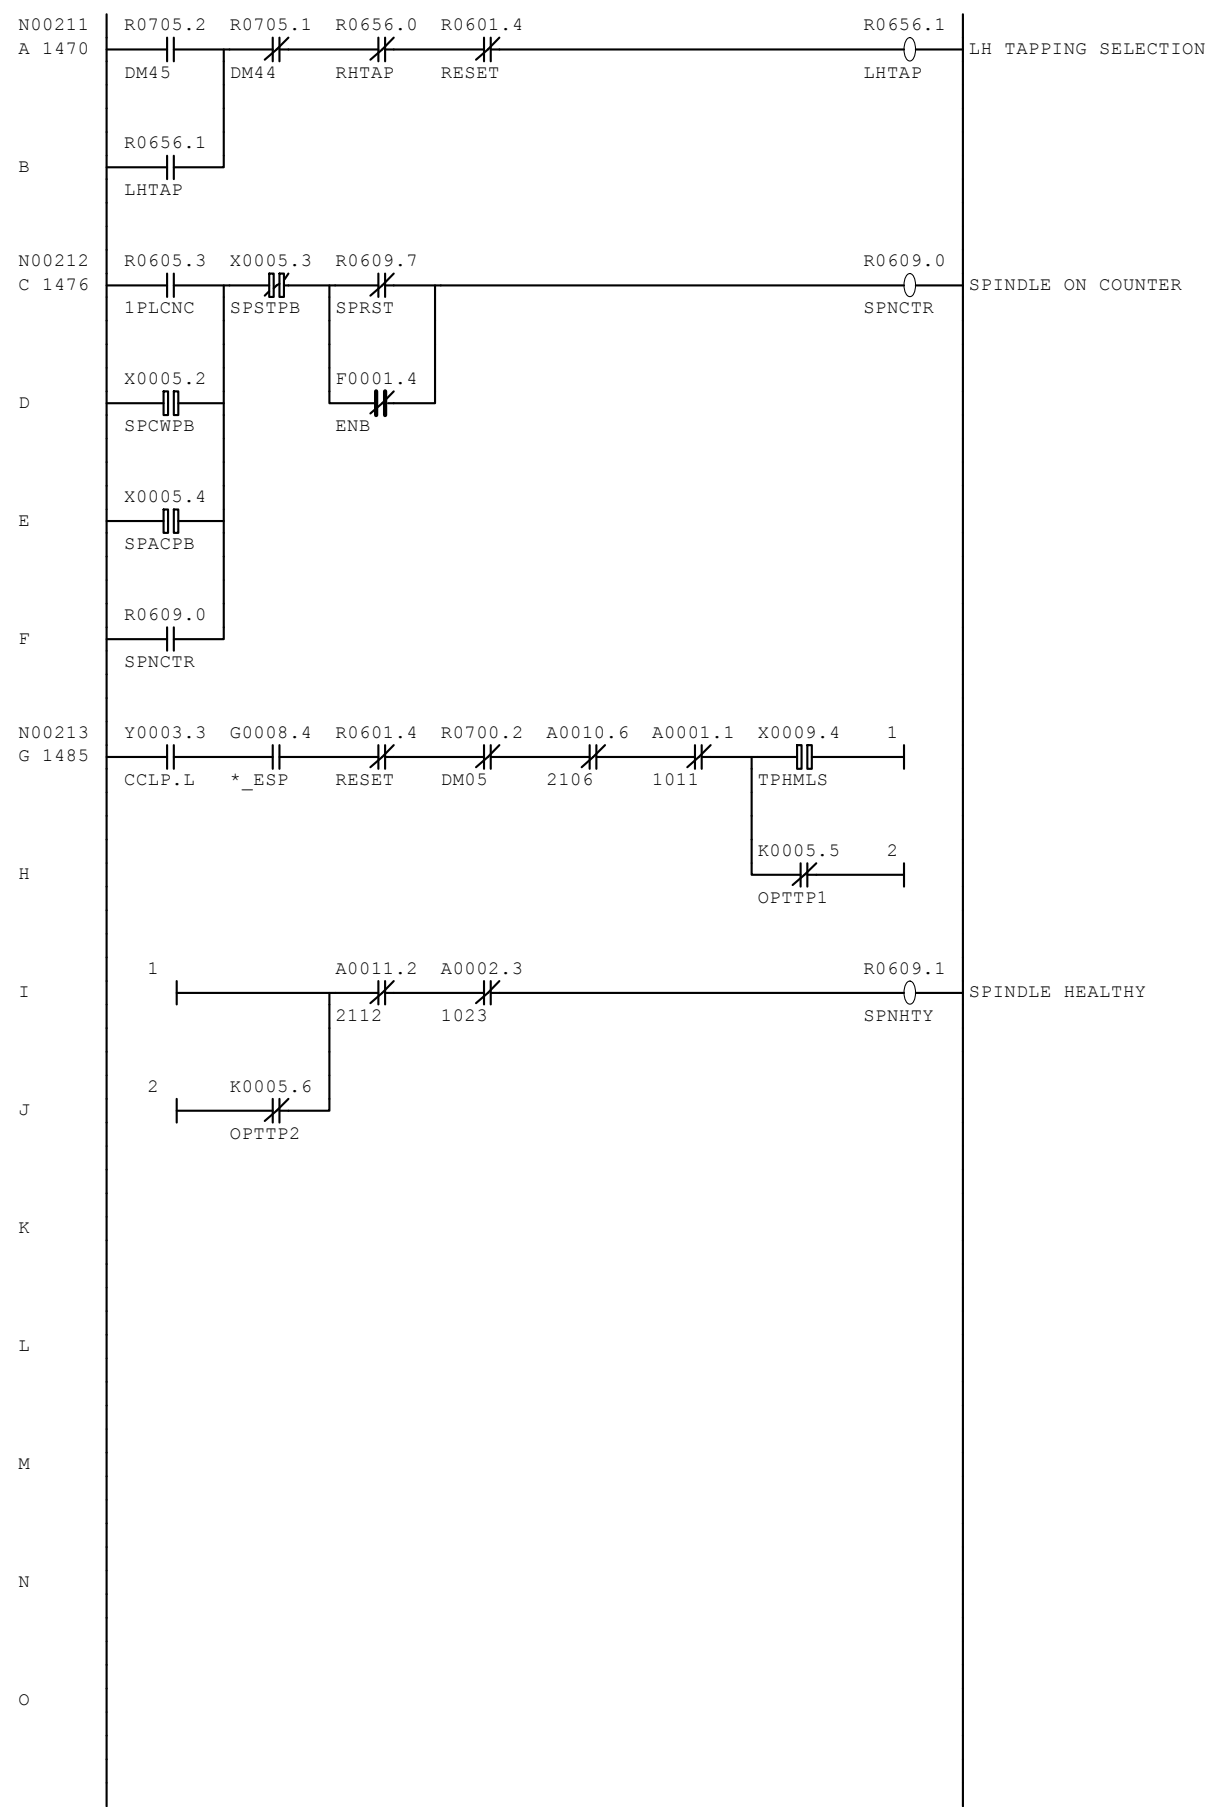 N00211 R0705.2 R0705.1 R0656.0 R0601.4 R0656.1
A 1470 LH TAPPING SELECTION
DM45 DM44 RHTAP RESET LHTAP
R0656.1
B
LHTAP
N00212 R0605.3 X0005.3 R0609.7 R0609.0
C 1476 SPINDLE ON COUNTER
1PLCNC SPSTPB SPRST SPNCTR
X0005.2 F0001.4
D
SPCWPB ENB
X0005.4
E
SPACPB
R0609.0
F
SPNCTR
N00213 Y0003.3 G0008.4 R0601.4 R0700.2 A0010.6 A0001.1 X0009.4 1
G 1485
CCLP.L *_ESP RESET DM05 2106 1011 TPHMLS
K0005.5 2
H
OPTTP1
1 A0011.2 A0002.3 R0609.1
I SPINDLE HEALTHY
2112 1023 SPNHTY
2 K0005.6
J
OPTTP2
K
L
M
N
O